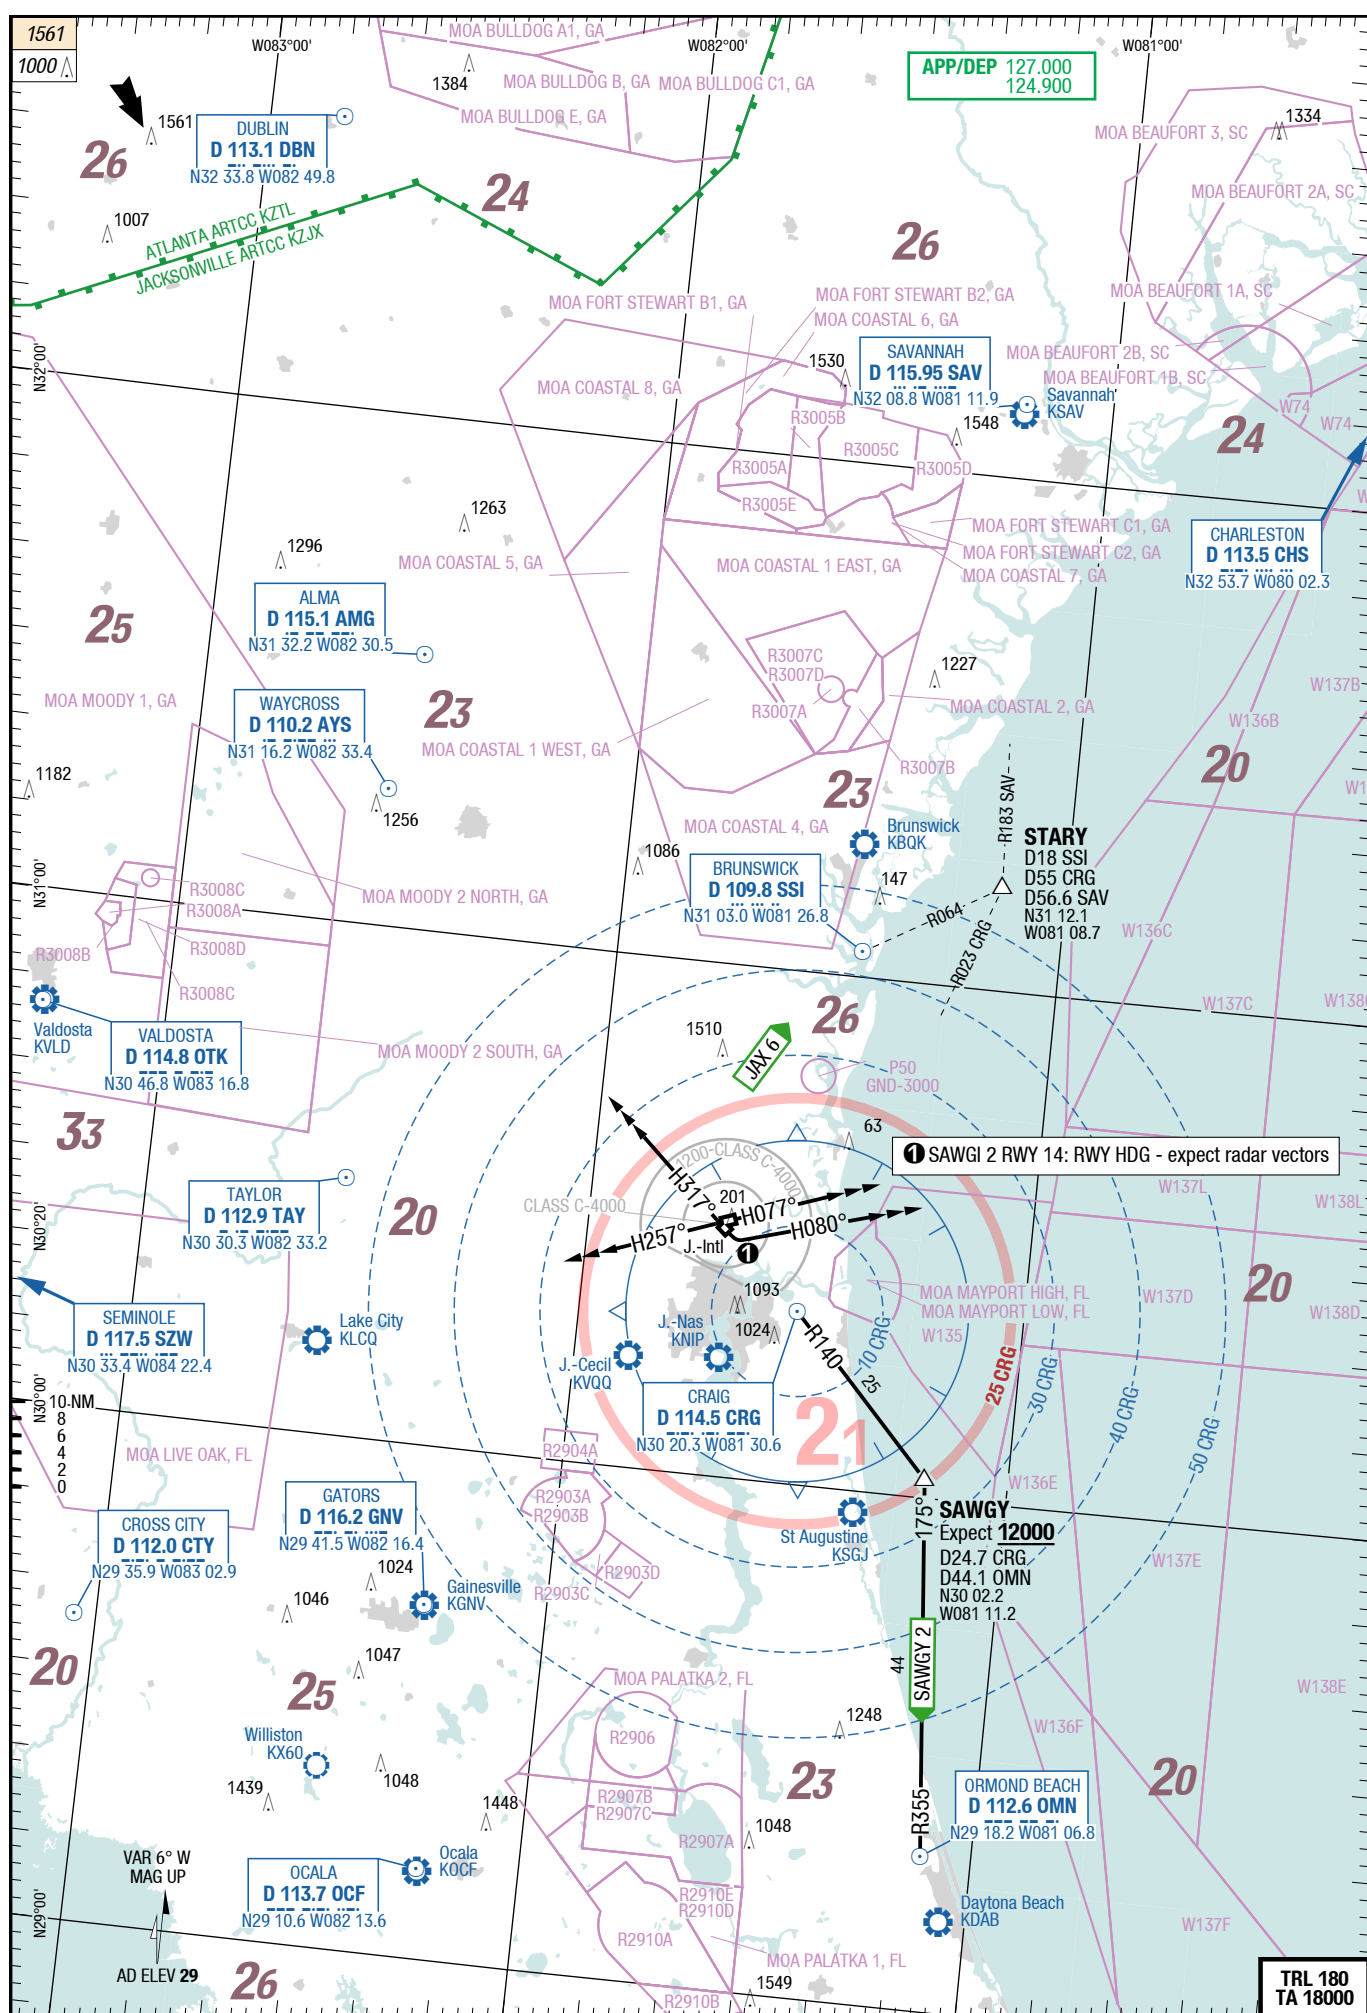 1561
1000
W083°00'
W082°00'
W081°00'
MOA BULLDOG A1, GA
1384
MOA BULLDOG B, GA
MOA BULLDOG C1, GA
MOA BULLDOG E, GA
APP/DEP 127.000
124.900
1561
DUBLIN
D 113.1 DBN
N32 33.8 W082 49.8
26
24
1334
MOA BEAUFORT 3, SC
MOA BEAUFORT 2A, SC
1007
ATLANTA ARTCC KZTL
JACKSONVILLE ARTCC KZJX
26
MOA BEAUFORT 1A, SC
MOA FORT STEWART B1, GA
MOA FORT STEWART B2, GA
MOA COASTAL 6, GA
N32°00'
1530
SAVANNAH
D 115.95 SAV
N32 08.8 W081 11.9
MOA BEAUFORT 2B, SC
MOA BEAUFORT 1B, SC
Savannah
KSAV
MOA COASTAL 8, GA
R3005B
R3005C
R3005A
R3005D
R3005E
1548
W74
W74
24
1263
1296
MOA COASTAL 5, GA
MOA COASTAL 1 EAST, GA
MOA FORT STEWART C1, GA
MOA FORT STEWART C2, GA
MOA COASTAL 7, GA
CHARLESTON
D 113.5 CHS
N32 53.7 W080 02.3
ALMA
D 115.1 AMG
N31 32.2 W082 30.5
25
R3007C
R3007D
R3007A
1227
MOA COASTAL 2, GA
W137B
W136B
MOA MOODY 1, GA
WAYCROSS
D 110.2 AYS
N31 16.2 W082 33.4
23
MOA COASTAL 1 WEST, GA
R3007B
20
1182
1256
23
R183 SAV
MOA COASTAL 4, GA
Brunswick
KBQK
STARY
D18 SSI
D55 CRG
D56.6 SAV
N31 12.1
W081 08.7
1086
BRUNSWICK
D 109.8 SSI
N31 03.0 W081 26.8
147
R064
R023 CRG
N31°00'
R3008C
R3008A
MOA MOODY 2 NORTH, GA
R3008B
R3008D
R3008C
W136C
W137C
Valdosta
KVLD
VALDOSTA
D 114.8 OTK
N30 46.8 W083 16.8
MOA MOODY 2 SOUTH, GA
1510
26
JAX 6
P50
GND-3000
33
63
1 SAWGI 2 RWY 14: RWY HDG - expect radar vectors
TAYLOR
D 112.9 TAY
N30 30.3 W082 33.2
20
CLASS C-4000
1200-CLASS C-4000
H317°
201
H077°
H257°
H080°
J.-Intl
1
W137L
W138L
N30°20'
SEMINOLE
D 117.5 SZW
N30 33.4 W084 22.4
Lake City
KLCQ
1093
1024
J.-Nas
KNIP
J.-Cecil
KVQQ
MOA MAYPORT HIGH, FL
MOA MAYPORT LOW, FL
W135
W137D
20
W138D
CRAIG
D 114.5 CRG
N30 20.3 W081 30.6
R140
25
10 CRG
25 CRG
30 CRG
40 CRG
50 CRG
21
N30°00'
10 NM
8
6
4
2
0
MOA LIVE OAK, FL
R2904A
R2903A
R2903B
R2903C
R2903D
W136E
W137E
GATORS
D 116.2 GNV
N29 41.5 W082 16.4
CROSS CITY
D 112.0 CTY
N29 35.9 W083 02.9
St Augustine
KSGJ
175°
SAWGY
Expect 12000
D24.7 CRG
D44.1 OMN
N30 02.2
W081 11.2
1024
1046
Gainesville
KGNV
1047
20
25
MOA PALATKA 2, FL
44
SAWGY 2
W138E
Williston
KX60
R2906
1248
W136F
1439
1048
R2907B
R2907C
R2907A
1448
23
1048
20
R355
ORMOND BEACH
D 112.6 OMN
N29 18.2 W081 06.8
VAR 6° W
MAG UP
OCALA
D 113.7 OCF
N29 10.6 W082 13.6
Ocala
KOCF
R2910E
R2910D
R2910A
Daytona Beach
KDAB
N29°00'
W137F
MOA PALATKA 1, FL
AD ELEV 29
26
1549
R2910B
TRL 180
TA 18000